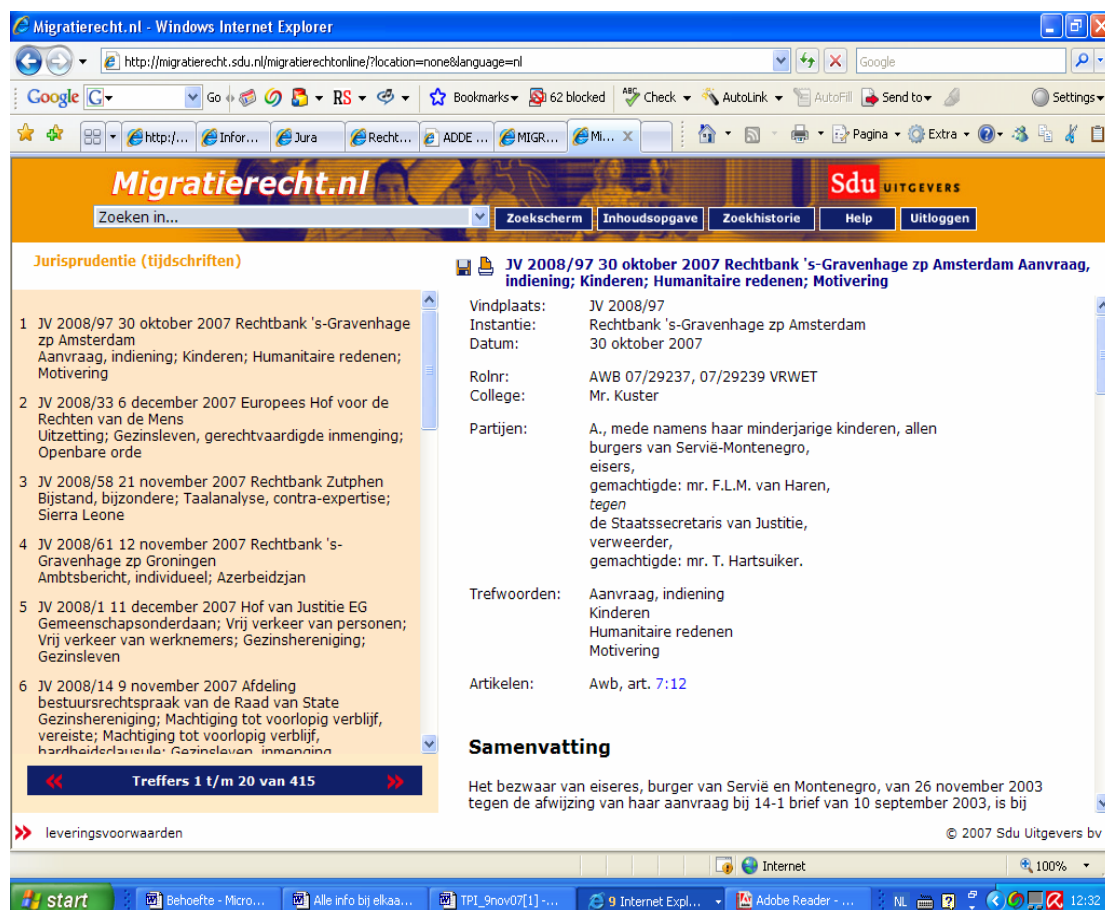 Migratierecht.nl - Windows Internet Explorer
http://migratierecht.sdu.nl/migratierechtonline/?location=none&language=nl
Google
Google G Go RS Bookmarks 62 blocked ABC Check AutoLink AutoFill Send to Settings
http:/... Infor... Jura Recht... ADDE ... MIGR... Mi... X Pagina Extra
Migratierecht.nl
Sdu UITGEVERS
Zoeken in... Zoekscherm Inhoudsopgave Zoekhistorie Help Uitloggen
Jurisprudentie (tijdschriften)
1 JV 2008/97 30 oktober 2007 Rechtbank 's-Gravenhage
zp Amsterdam
Aanvraag, indiening; Kinderen; Humanitaire redenen;
Motivering
2 JV 2008/33 6 december 2007 Europees Hof voor de
Rechten van de Mens
Uitzetting; Gezinsleven, gerechtvaardigde inmenging;
Openbare orde
3 JV 2008/58 21 november 2007 Rechtbank Zutphen
Bijstand, bijzondere; Taalanalyse, contra-expertise;
Sierra Leone
4 JV 2008/61 12 november 2007 Rechtbank 's-
Gravenhage zp Groningen
Ambtsbericht, individueel; Azerbeidzjan
5 JV 2008/1 11 december 2007 Hof van Justitie EG
Gemeenschapsonderdaan; Vrij verkeer van personen;
Vrij verkeer van werknemers; Gezinshereniging;
Gezinsleven
6 JV 2008/14 9 november 2007 Afdeling
bestuursrechtspraak van de Raad van State
Gezinshereniging; Machtiging tot voorlopig verblijf,
vereiste; Machtiging tot voorlopig verblijf,
hardheidsclausule; Gezinsleven, inmenging
Treffers 1 t/m 20 van 415
JV 2008/97 30 oktober 2007 Rechtbank 's-Gravenhage zp Amsterdam Aanvraag,
indiening; Kinderen; Humanitaire redenen; Motivering
Vindplaats: JV 2008/97
Instantie: Rechtbank 's-Gravenhage zp Amsterdam
Datum: 30 oktober 2007
Rolnr: AWB 07/29237, 07/29239 VRWET
College: Mr. Kuster
Partijen: A., mede namens haar minderjarige kinderen, allen
burgers van Servië-Montenegro,
eisers,
gemachtigde: mr. F.L.M. van Haren,
tegen
de Staatssecretaris van Justitie,
verweerder,
gemachtigde: mr. T. Hartsuiker.
Trefwoorden: Aanvraag, indiening
Kinderen
Humanitaire redenen
Motivering
Artikelen: Awb, art. 7:12
Samenvatting
Het bezwaar van eiseres, burger van Servië en Montenegro, van 26 november 2003
tegen de afwijzing van haar aanvraag bij 14-1 brief van 10 september 2003, is bij
leveringsvoorwaarden © 2007 Sdu Uitgevers bv
Internet 100%
start Behoefte - Micro... Alle info bij elkaa... TPI_9nov07[1] -... 9 Internet Expl... Adobe Reader - ... NL 12:32